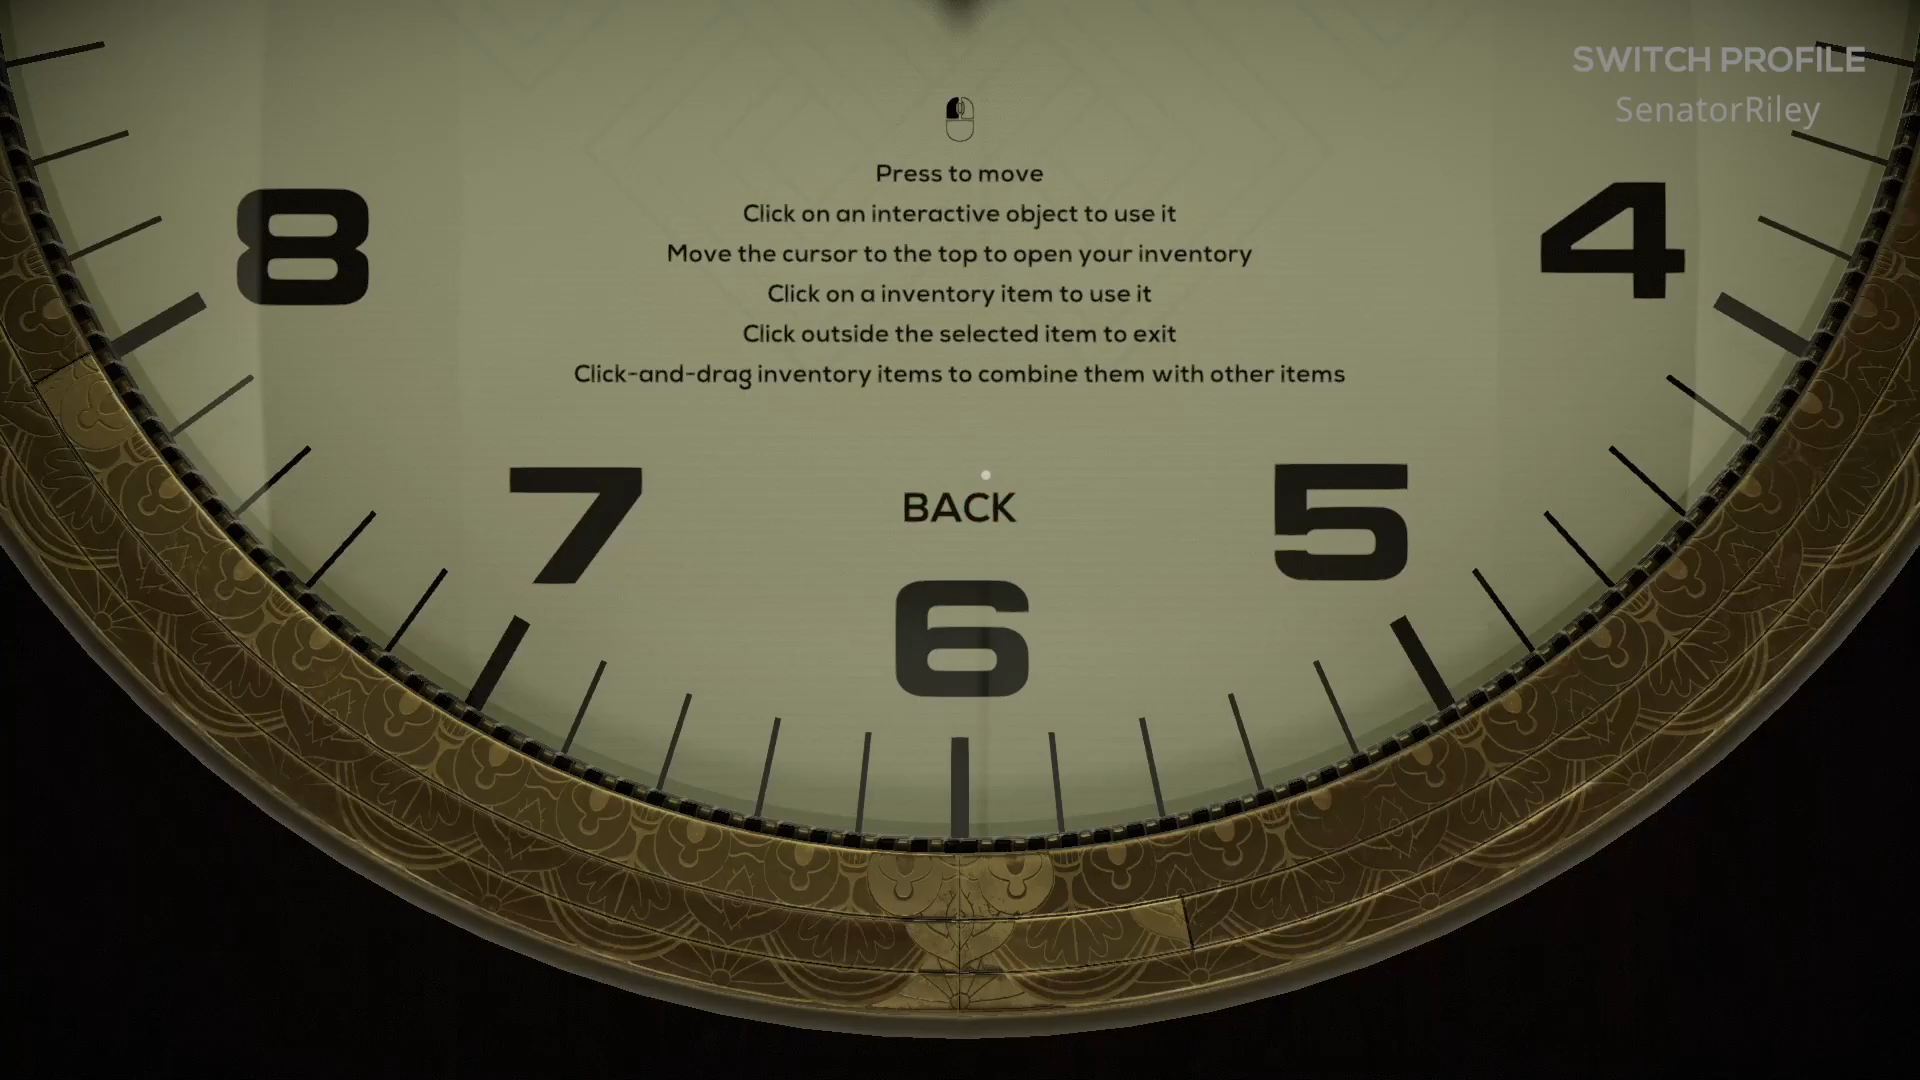 SWITCH PROFILE
SenatorRiley
Press to move
Click on an interactive object to use it
Move the cursor to the top to open your inventory
Click on a inventory item to use it
Click outside the selected item to exit
Click-and-drag inventory items to combine them with other items
8
4
7
BACK
5
6